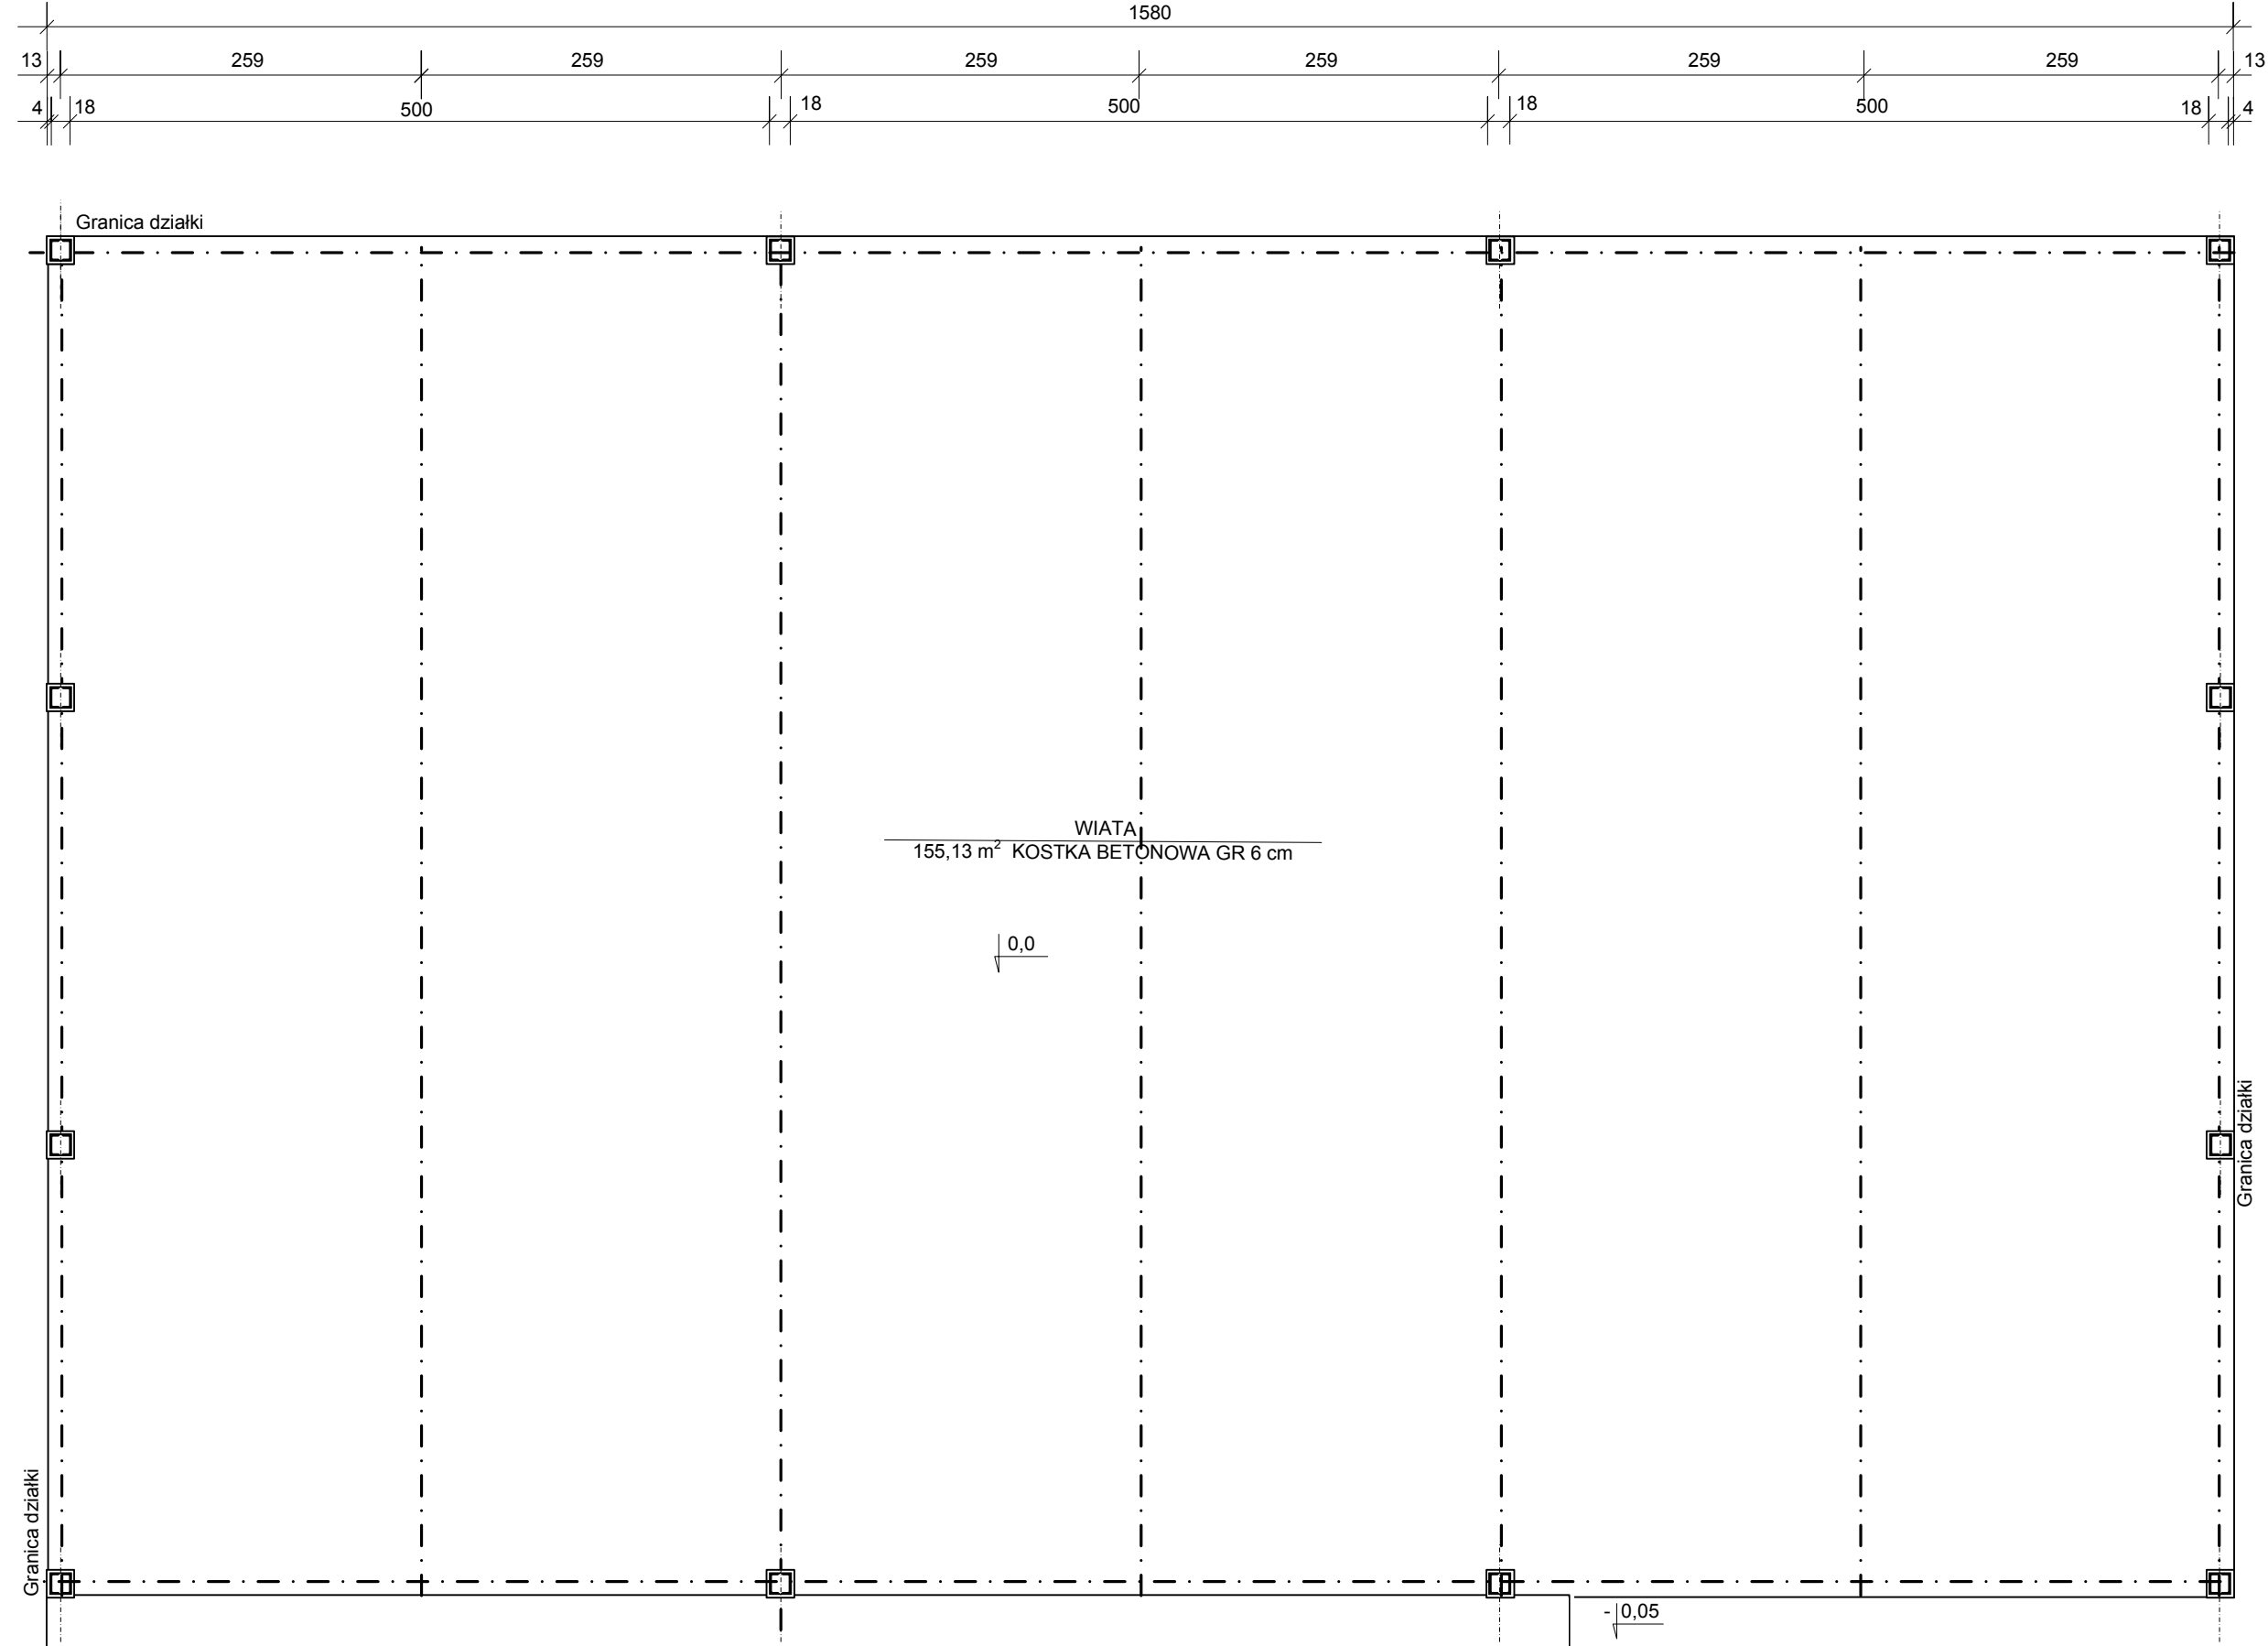 1580
13 259 259 259 259 259 259 13
4 18 500 18 500 18 500 18 4
Granica działki
WIATA
155,13 m² KOSTKA BETONOWA GR 6 cm
0,0
Granica działki
Granica działki
- 0,05